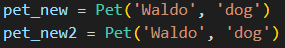 pet_new = Pet('Waldo', 'dog')
pet_new2 = Pet('Waldo', 'dog')